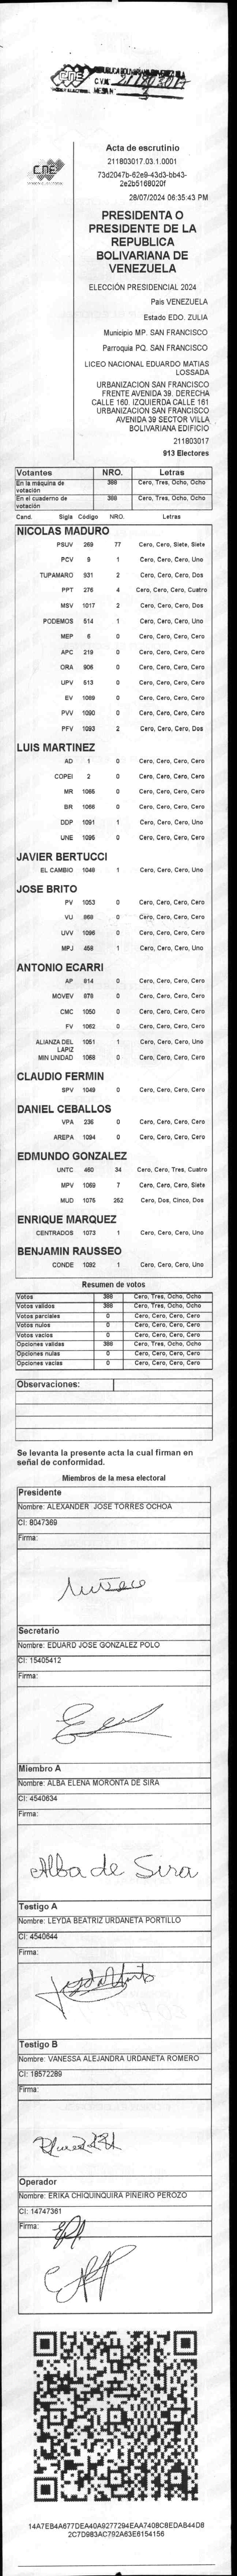 CNE
Acta de escrutinio
211803017.03.1.0001
73d2047b-62e9-43d3-bb43-
2e2b5168020f
28/07/2024 06:35:43 PM
PRESIDENTA O
PRESIDENTE DE LA
REPUBLICA
BOLIVARIANA DE
VENEZUELA
ELECCIÓN PRESIDENCIAL 2024
Pais VENEZUELA
Estado EDO. ZULIA
Municipio MP. SAN FRANCISCO
Parroquia PQ. SAN FRANCISCO
LICEO NACIONAL EDUARDO MATIAS
LOSSADA
URBANIZACION SAN FRANCISCO
FRENTE AVENIDA 39. DERECHA
CALLE 160. IZQUIERDA CALLE 161
URBANIZACION SAN FRANCISCO
AVENIDA 39 SECTOR VILLA
BOLIVARIANA EDIFICIO
211803017
913 Electores
Votantes NRO. Letras
En la máquina de votación 388 Cero, Tres, Ocho, Ocho
En el cuaderno de votación 388 Cero, Tres, Ocho, Ocho
Cand. Sigla Código NRO. Letras
NICOLAS MADURO
PSUV 269 77 Cero, Cero, Siete, Siete
PCV 9 1 Cero, Cero, Cero, Uno
TUPAMARO 931 2 Cero, Cero, Cero, Dos
PPT 276 4 Cero, Cero, Cero, Cuatro
MSV 1017 2 Cero, Cero, Cero, Dos
PODEMOS 514 1 Cero, Cero, Cero, Uno
MEP 6 0 Cero, Cero, Cero, Cero
APC 219 0 Cero, Cero, Cero, Cero
ORA 906 0 Cero, Cero, Cero, Cero
UPV 513 0 Cero, Cero, Cero, Cero
EV 1089 0 Cero, Cero, Cero, Cero
PVV 1090 0 Cero, Cero, Cero, Cero
PFV 1093 2 Cero, Cero, Cero, Dos
LUIS MARTINEZ
AD 1 0 Cero, Cero, Cero, Cero
COPEI 2 0 Cero, Cero, Cero, Cero
MR 1065 0 Cero, Cero, Cero, Cero
BR 1066 0 Cero, Cero, Cero, Cero
DDP 1091 1 Cero, Cero, Cero, Uno
UNE 1095 0 Cero, Cero, Cero, Cero
JAVIER BERTUCCI
EL CAMBIO 1048 1 Cero, Cero, Cero, Uno
JOSE BRITO
PV 1053 0 Cero, Cero, Cero, Cero
VU 868 0 Cero, Cero, Cero, Cero
UVV 1096 0 Cero, Cero, Cero, Cero
MPJ 458 1 Cero, Cero, Cero, Uno
ANTONIO ECARRI
AP 814 0 Cero, Cero, Cero, Cero
MOVEV 878 0 Cero, Cero, Cero, Cero
CMC 1050 0 Cero, Cero, Cero, Cero
FV 1062 0 Cero, Cero, Cero, Cero
ALIANZA DEL LAPIZ 1051 1 Cero, Cero, Cero, Uno
MIN UNIDAD 1068 0 Cero, Cero, Cero, Cero
CLAUDIO FERMIN
SPV 1049 0 Cero, Cero, Cero, Cero
DANIEL CEBALLOS
VPA 236 0 Cero, Cero, Cero, Cero
AREPA 1094 0 Cero, Cero, Cero, Cero
EDMUNDO GONZALEZ
UNTC 460 34 Cero, Cero, Tres, Cuatro
MPV 1069 7 Cero, Cero, Cero, Siete
MUD 1075 252 Cero, Dos, Cinco, Dos
ENRIQUE MARQUEZ
CENTRADOS 1073 1 Cero, Cero, Cero, Uno
BENJAMIN RAUSSEO
CONDE 1092 1 Cero, Cero, Cero, Uno
Resumen de votos
Votos 388 Cero, Tres, Ocho, Ocho
Votos validos 388 Cero, Tres, Ocho, Ocho
Votos parciales 0 Cero, Cero, Cero, Cero
Votos nulos 0 Cero, Cero, Cero, Cero
Votos vacios 0 Cero, Cero, Cero, Cero
Opciones validas 388 Cero, Tres, Ocho, Ocho
Opciones nulas 0 Cero, Cero, Cero, Cero
Opciones vacias 0 Cero, Cero, Cero, Cero
Observaciones:
Se levanta la presente acta la cual firman en
señal de conformidad.
Miembros de la mesa electoral
Presidente
Nombre: ALEXANDER JOSE TORRES OCHOA
CI: 8047369
Firma:
Secretario
Nombre: EDUARD JOSE GONZALEZ POLO
CI: 15405412
Firma:
Miembro A
Nombre: ALBA ELENA MORONTA DE SIRA
CI: 4540634
Firma:
Alba de Sira
Testigo A
Nombre: LEYDA BEATRIZ URDANETA PORTILLO
CI: 4540644
Firma:
Testigo B
Nombre: VANESSA ALEJANDRA URDANETA ROMERO
CI: 18572289
Firma:
Operador
Nombre: ERIKA CHIQUINQUIRA PIÑEIRO PEROZO
CI: 14747361
Firma:
14A7EB4A677DEA40A9277294EAA7408C8EDAB44D8
2C7D983AC792A63E6154156